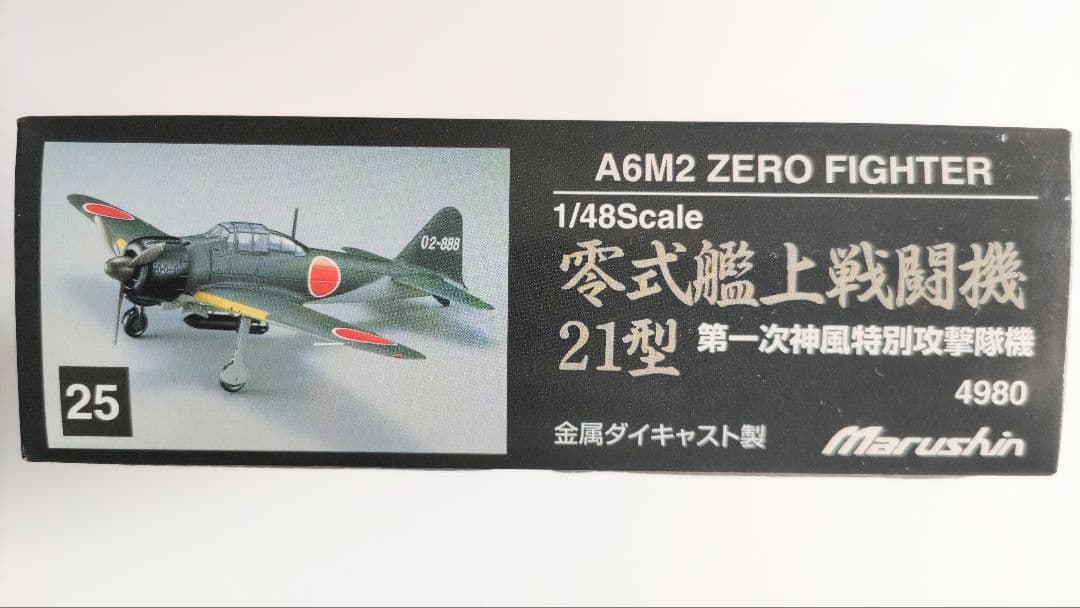 02-888
25
A6M2 ZERO FIGHTER
1/48Scale
零式艦上戦闘機
21型 第一次神風特別攻撃隊機
4980
金属ダイキャスト製
Marushin